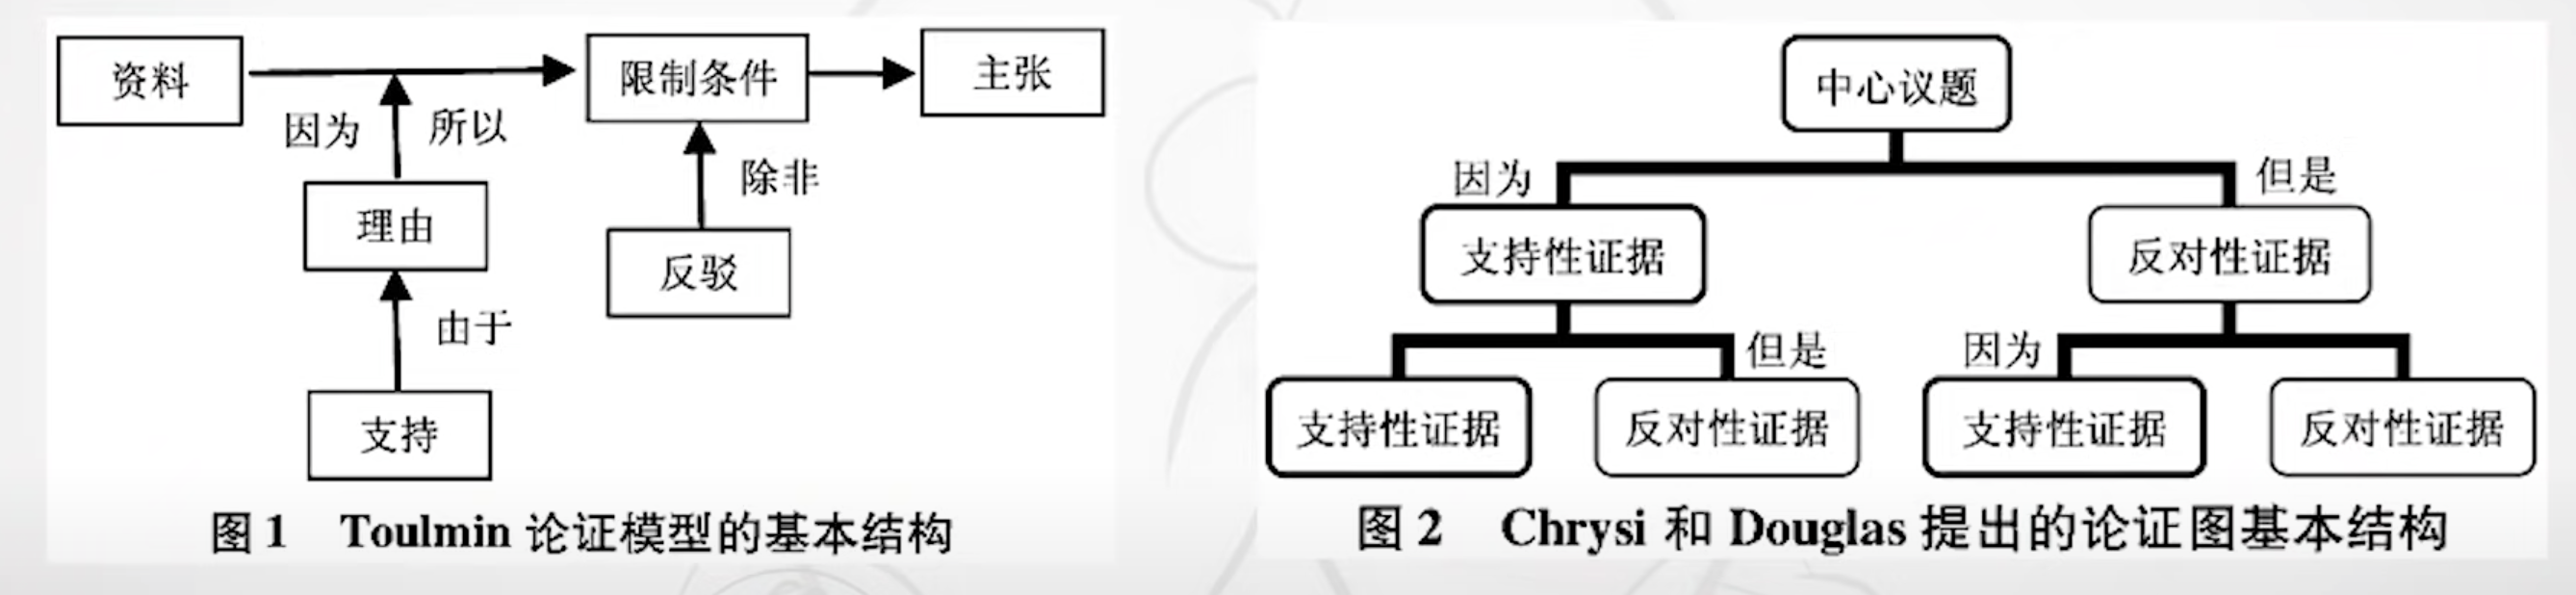 资料
限制条件
主张
因为
所以
除非
理由
反驳
由于
支持
图1 Toulmin 论证模型的基本结构
中心议题
因为
但是
支持性证据
反对性证据
但是
因为
支持性证据
反对性证据
支持性证据
反对性证据
图2 Chrysi 和 Douglas 提出的论证图基本结构